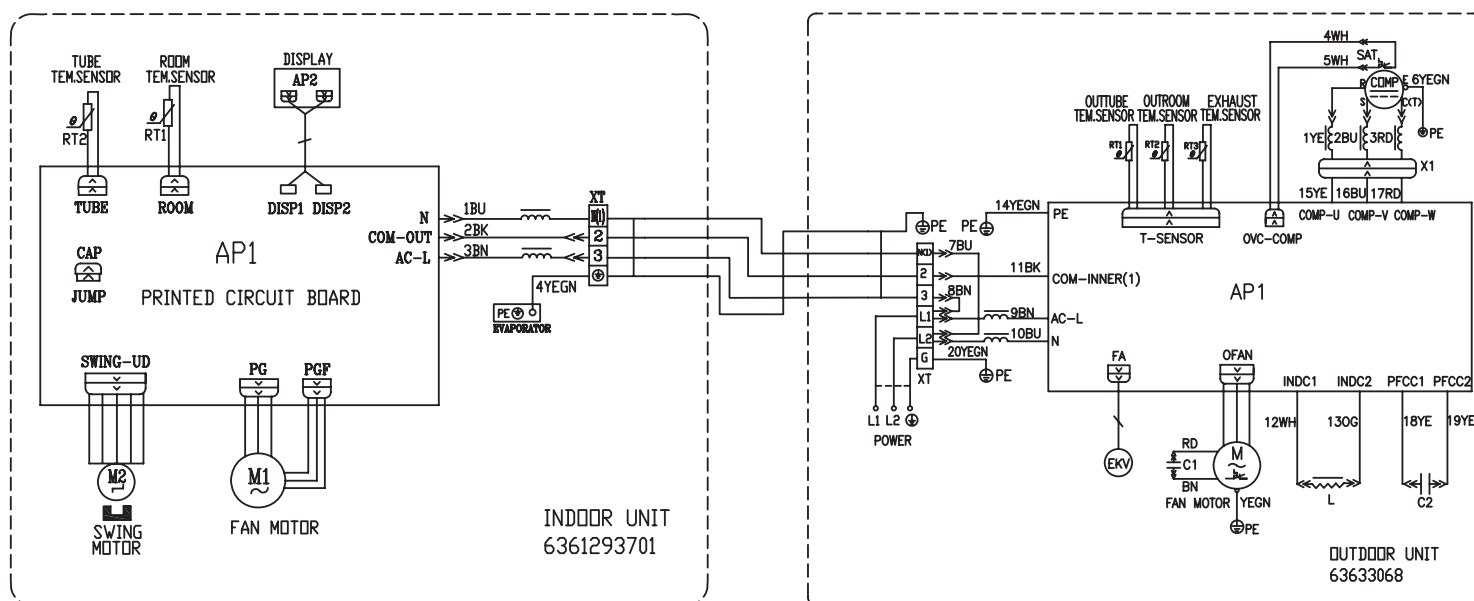 TUBE
TEM.SENSOR
ROOM
TEM.SENSOR
DISPLAY
AP2
θ
RT2
θ
RT1
TUBE
ROOM
DISP1 DISP2
CAP
JUMP
AP1
PRINTED CIRCUIT BOARD
N
COM-OUT
AC-L
1BU
2BK
3BN
4YEGN
XT
N(1)
2
3
PE
EVAPORATOR
SWING-UD
PG
PGF
M2
SWING
MOTOR
M1
~
FAN MOTOR
INDOOR UNIT
6361293701
4WH
5WH
SAT
COMP
R
S
C(T)
E
6YEGN
PE
1YE
2BU
3RD
X1
15YE
16BU
17RD
COMP-U
COMP-V
COMP-W
OUTTUBE
TEM.SENSOR
OUTROOM
TEM.SENSOR
EXHAUST
TEM.SENSOR
RT1
θ
RT2
θ
RT3
θ
T-SENSOR
OVC-COMP
PE
PE
14YEGN
PE
N(1)
2
3
L1
L2
G
XT
7BU
8BN
9BN
10BU
11BK
20YEGN
PE
COM-INNER(1)
AC-L
N
AP1
L1 L2
POWER
FA
EKV
OFAN
RD
C1
BN
M
~
FAN MOTOR
YEGN
PE
INDC1
INDC2
PFCC1
PFCC2
12WH
13OG
18YE
19YE
L
C2
OUTDOOR UNIT
63633068